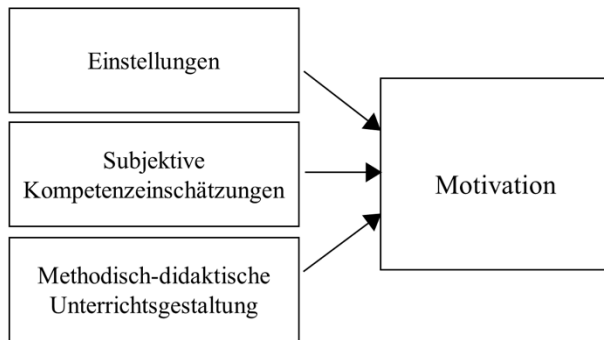 Einstellungen
Subjektive
Kompetenzeinschätzungen
Methodisch-didaktische
Unterrichtsgestaltung
Motivation